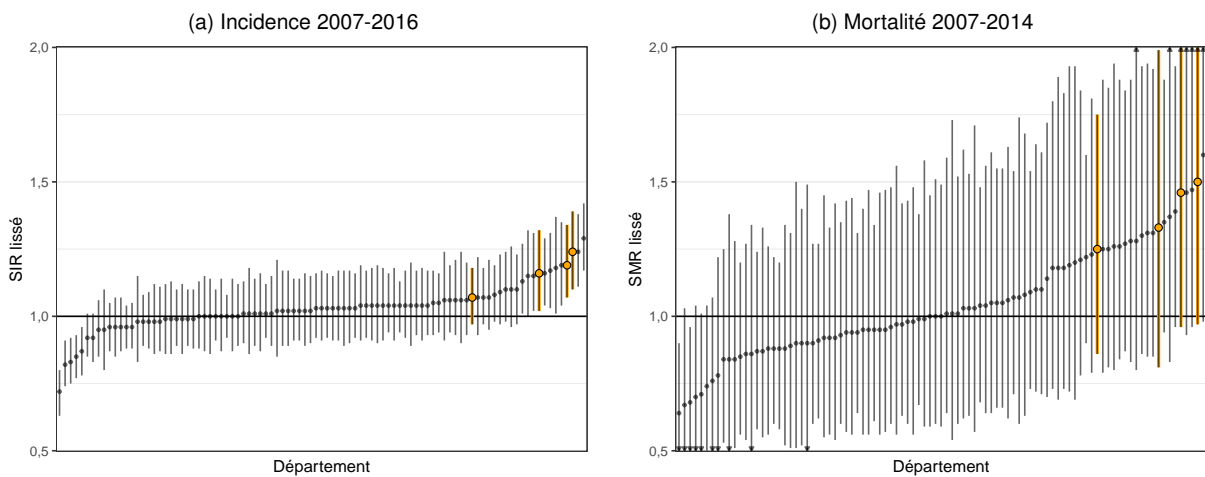 (a) Incidence 2007-2016
2,0
1,5
1,0
0,5
SIR lissé
Département
(b) Mortalité 2007-2014
2,0
1,5
1,0
0,5
SMR lissé
Département